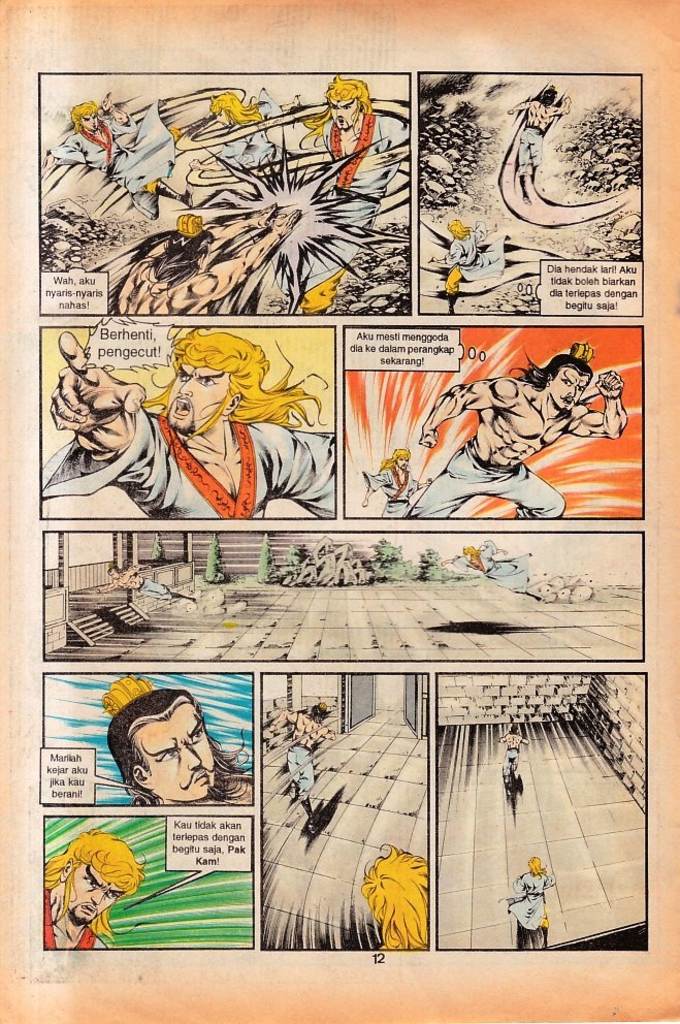 Wah, aku
nyaris-nyaris
nahas!
Dia hendak lari! Aku
tidak boleh biarkan
dia terlepas dengan
begitu saja!
Berhenti,
pengecut!
Aku mesti menggoda
dia ke dalam perangkap
sekarang!
Marilah
kejar aku
jika kau
berani!
Kau tidak akan
terlepas dengan
begitu saja, Pak
Kam!
12